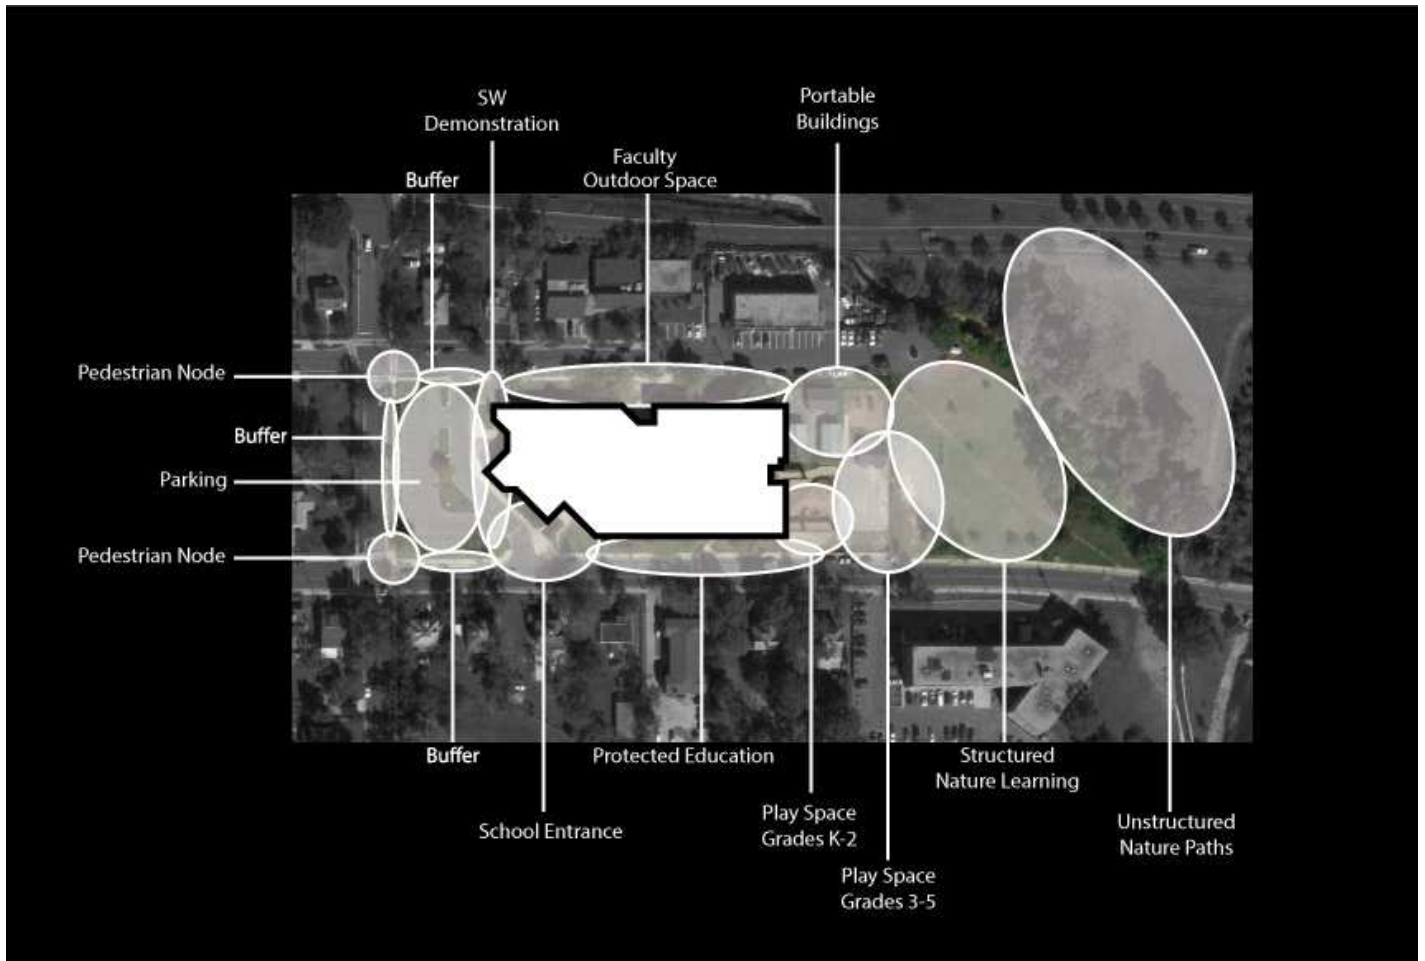 SW
Demonstration
Portable
Buildings
Faculty
Outdoor Space
Buffer
Pedestrian Node
Buffer
Parking
Pedestrian Node
Buffer
Protected Education
Structured
Nature Learning
School Entrance
Play Space
Grades K-2
Unstructured
Nature Paths
Play Space
Grades 3-5